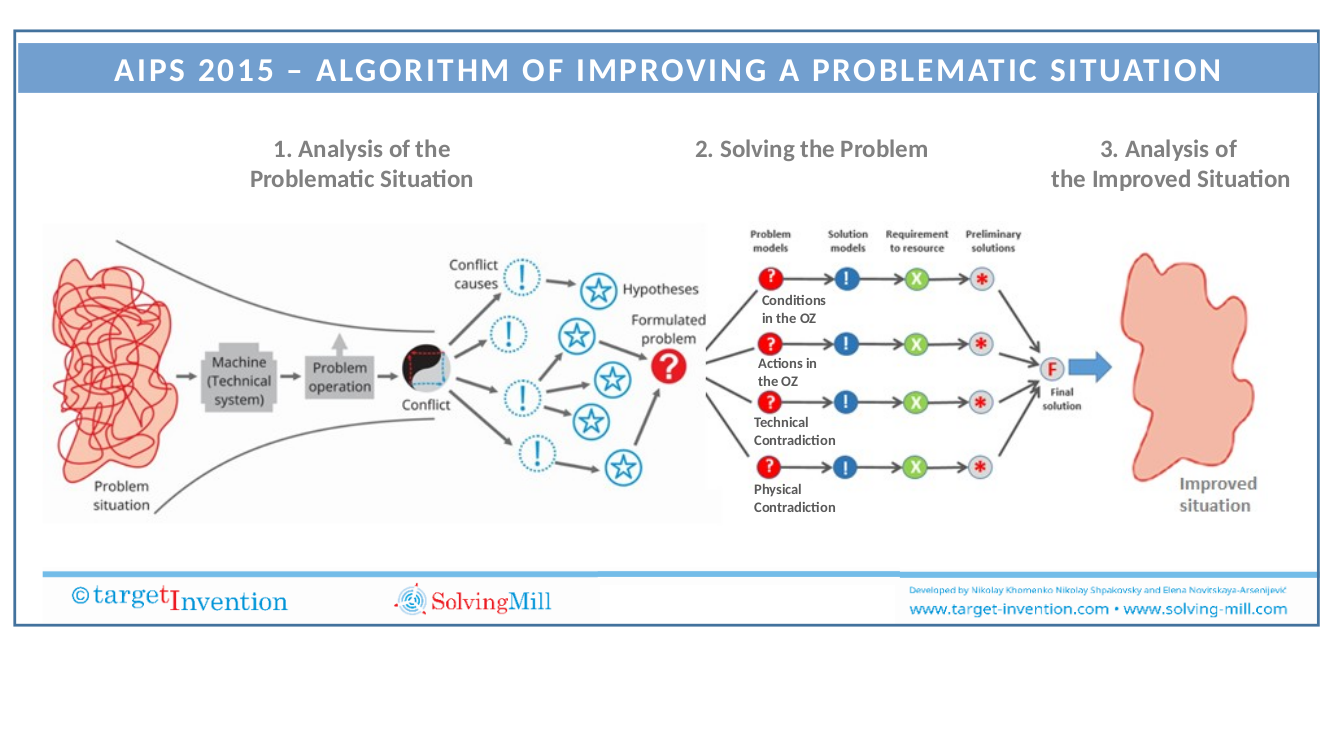 AIPS 2015 – ALGORITHM OF IMPROVING A PROBLEMATIC SITUATION
1. Analysis of the
Problematic Situation
2. Solving the Problem
3. Analysis of
the Improved Situation
Problem
situation
Machine
(Technical
system)
Problem
operation
Conflict
Conflict
causes
!
!
!
!
Hypotheses
Formulated
problem
?
Problem
models
Solution
models
Requirement
to resource
Preliminary
solutions
? ! X *
Conditions
in the OZ
? ! X *
Actions in
the OZ
? ! X *
Technical
Contradiction
? ! X *
Physical
Contradiction
F
Final
solution
Improved
situation
© targetInvention
SolvingMill
Developed by Nikolay Khomenko Nikolay Shpakovsky and Elena Novitskaya-Arsenijević
www.target-invention.com • www.solving-mill.com